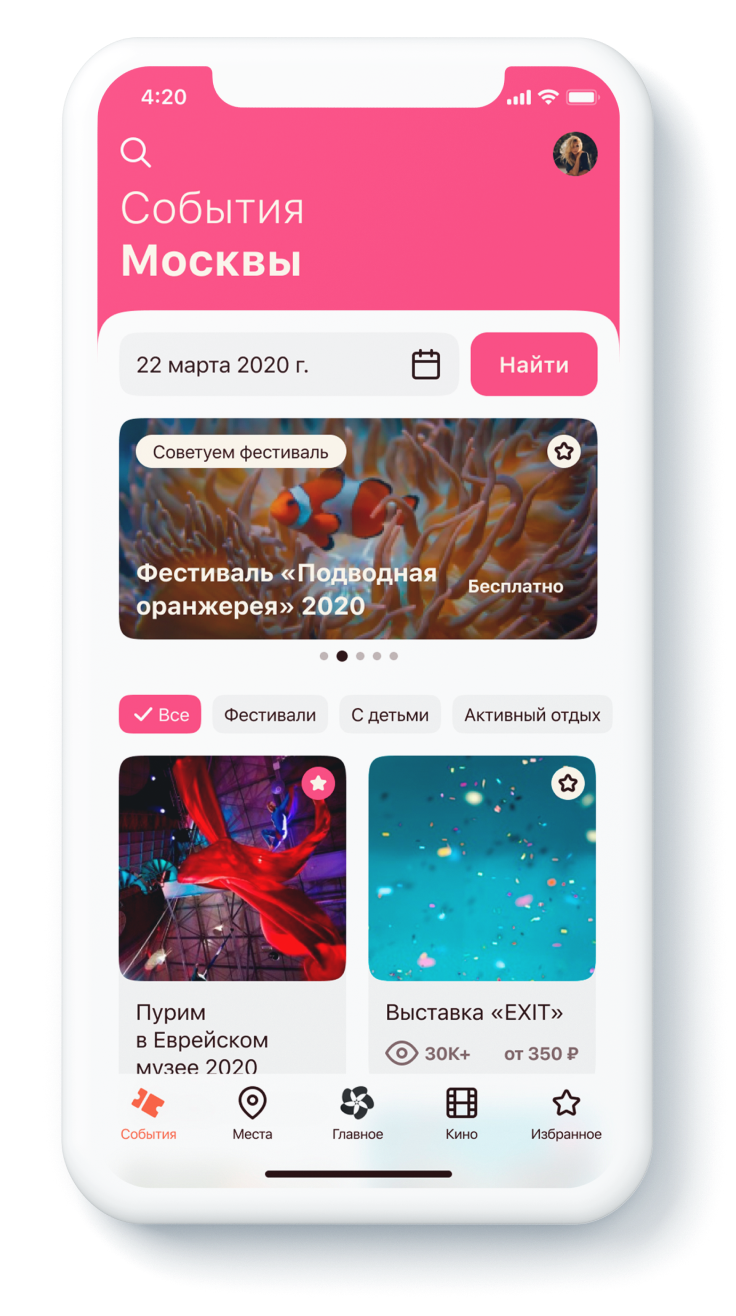 4:20
События
Москвы
22 марта 2020 г.
Найти
Советуем фестиваль
Фестиваль «Подводная
оранжерея» 2020
Бесплатно
Все
Фестивали
С детьми
Активный отдых
Пурим
в Еврейском
музее 2020
Выставка «EXIT»
30K+
от 350 ₽
События
Места
Главное
Кино
Избранное